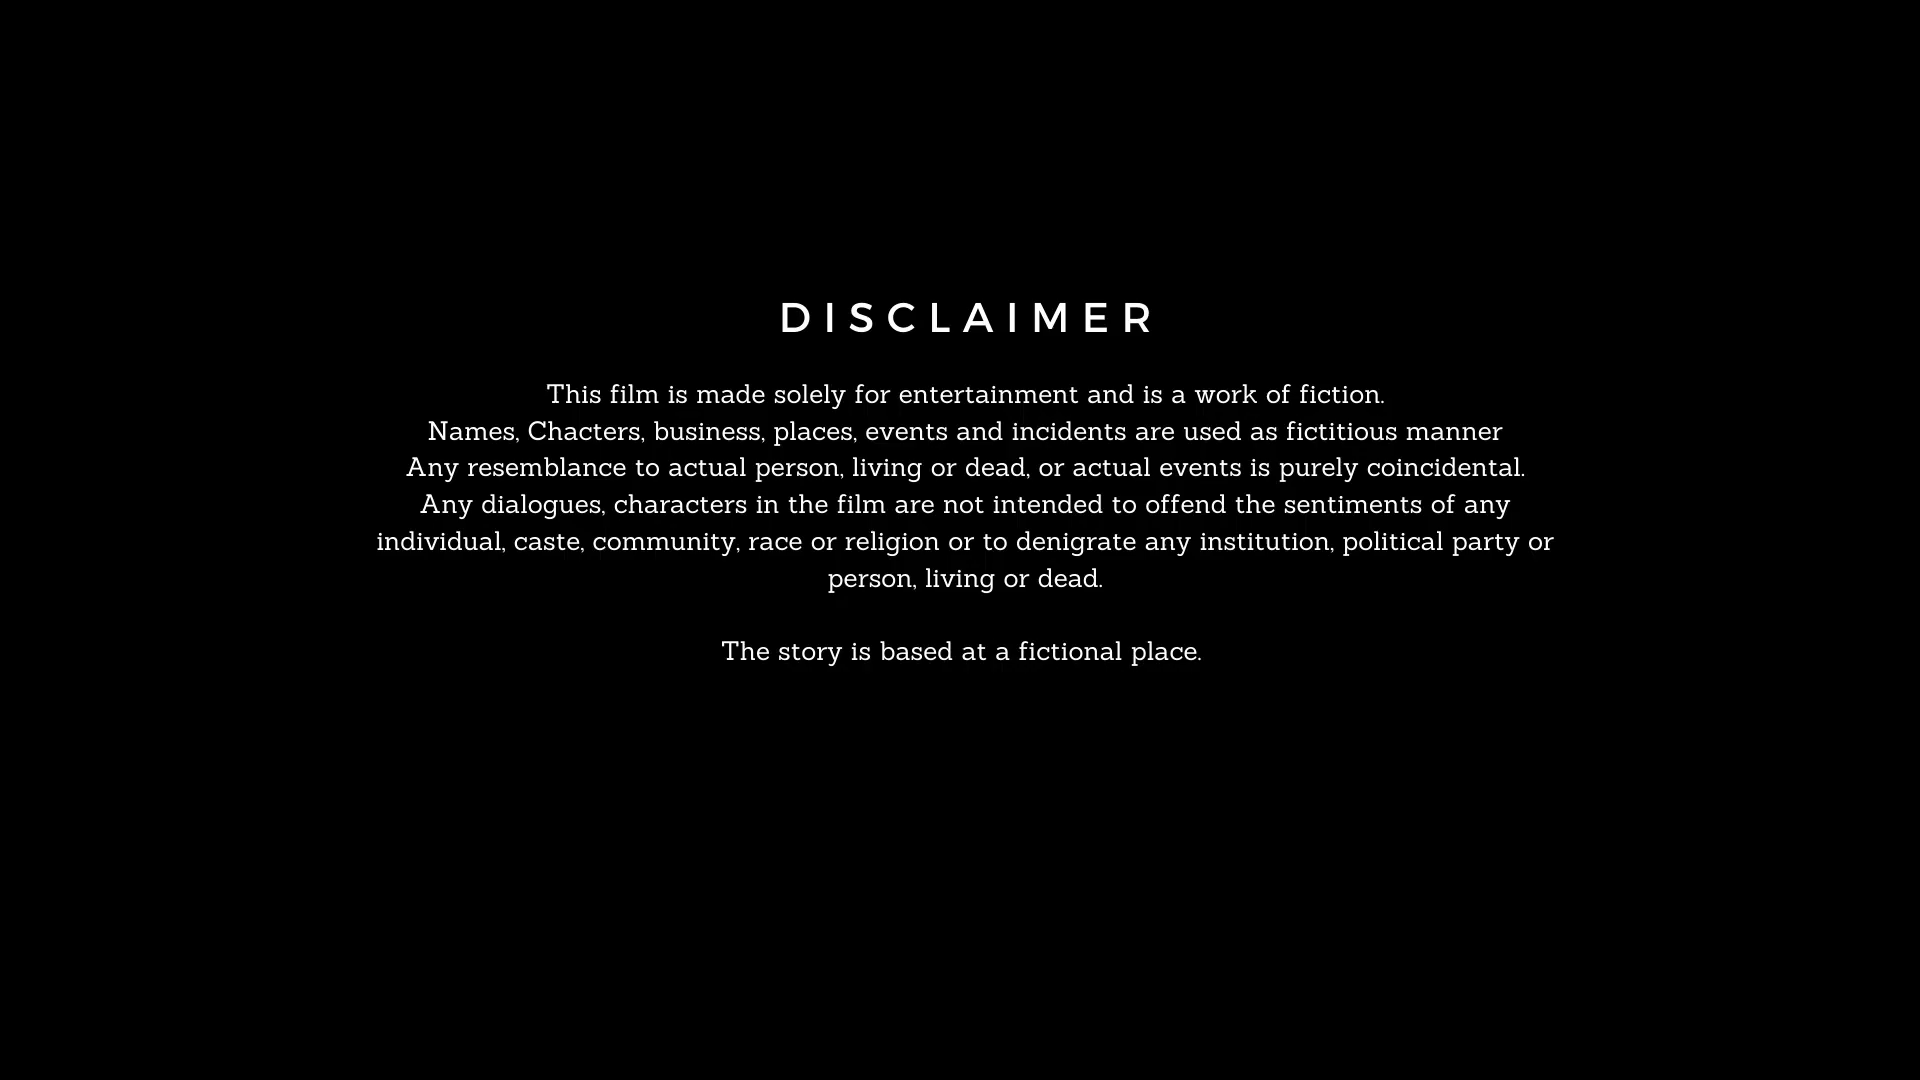 DISCLAIMER
This film is made solely for entertainment and is a work of fiction.
Names, Chacters, business, places, events and incidents are used as fictitious manner
Any resemblance to actual person, living or dead, or actual events is purely coincidental.
Any dialogues, characters in the film are not intended to offend the sentiments of any
individual, caste, community, race or religion or to denigrate any institution, political party or
person, living or dead.
The story is based at a fictional place.